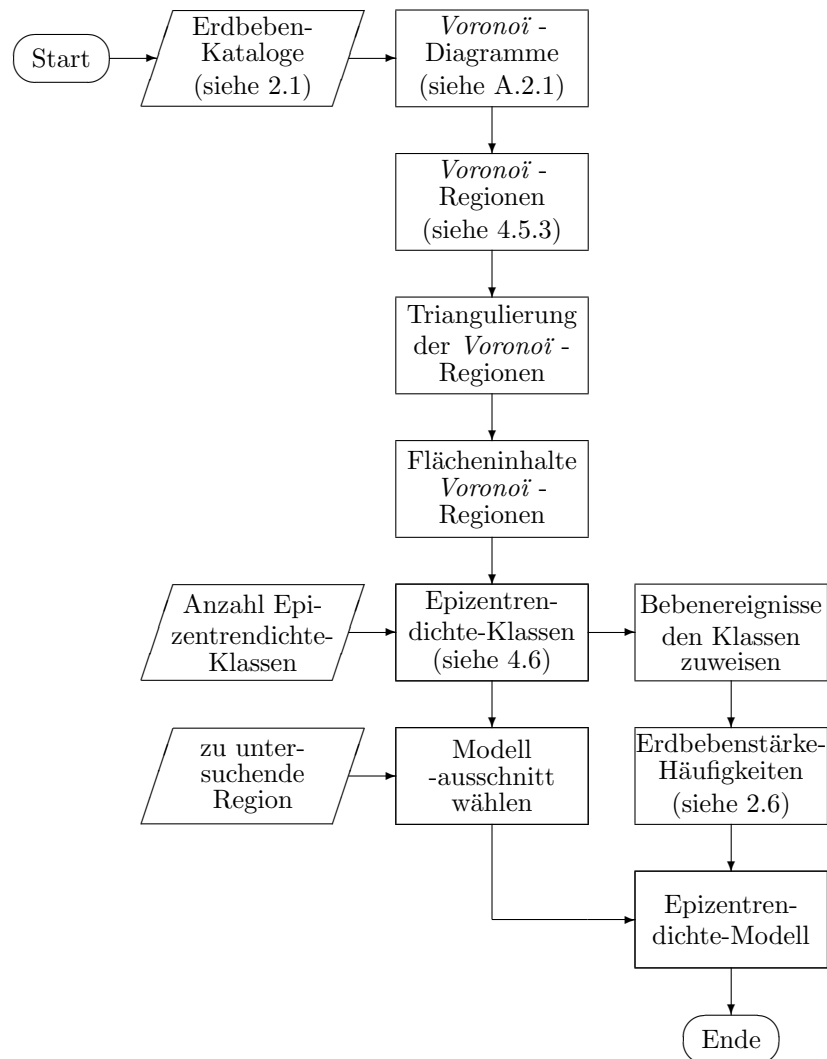 Start
Erdbeben-
Kataloge
(siehe 2.1)
Voronoï -
Diagramme
(siehe A.2.1)
Voronoï -
Regionen
(siehe 4.5.3)
Triangulierung
der Voronoï -
Regionen
Flächeninhalte
Voronoï -
Regionen
Anzahl Epi-
zentrendichte-
Klassen
Epizentren-
dichte-Klassen
(siehe 4.6)
Bebenereignisse
den Klassen
zuweisen
zu unter-
suchende
Region
Modell
-ausschnitt
wählen
Erdbebenstärke-
Häufigkeiten
(siehe 2.6)
Epizentren-
dichte-Modell
Ende